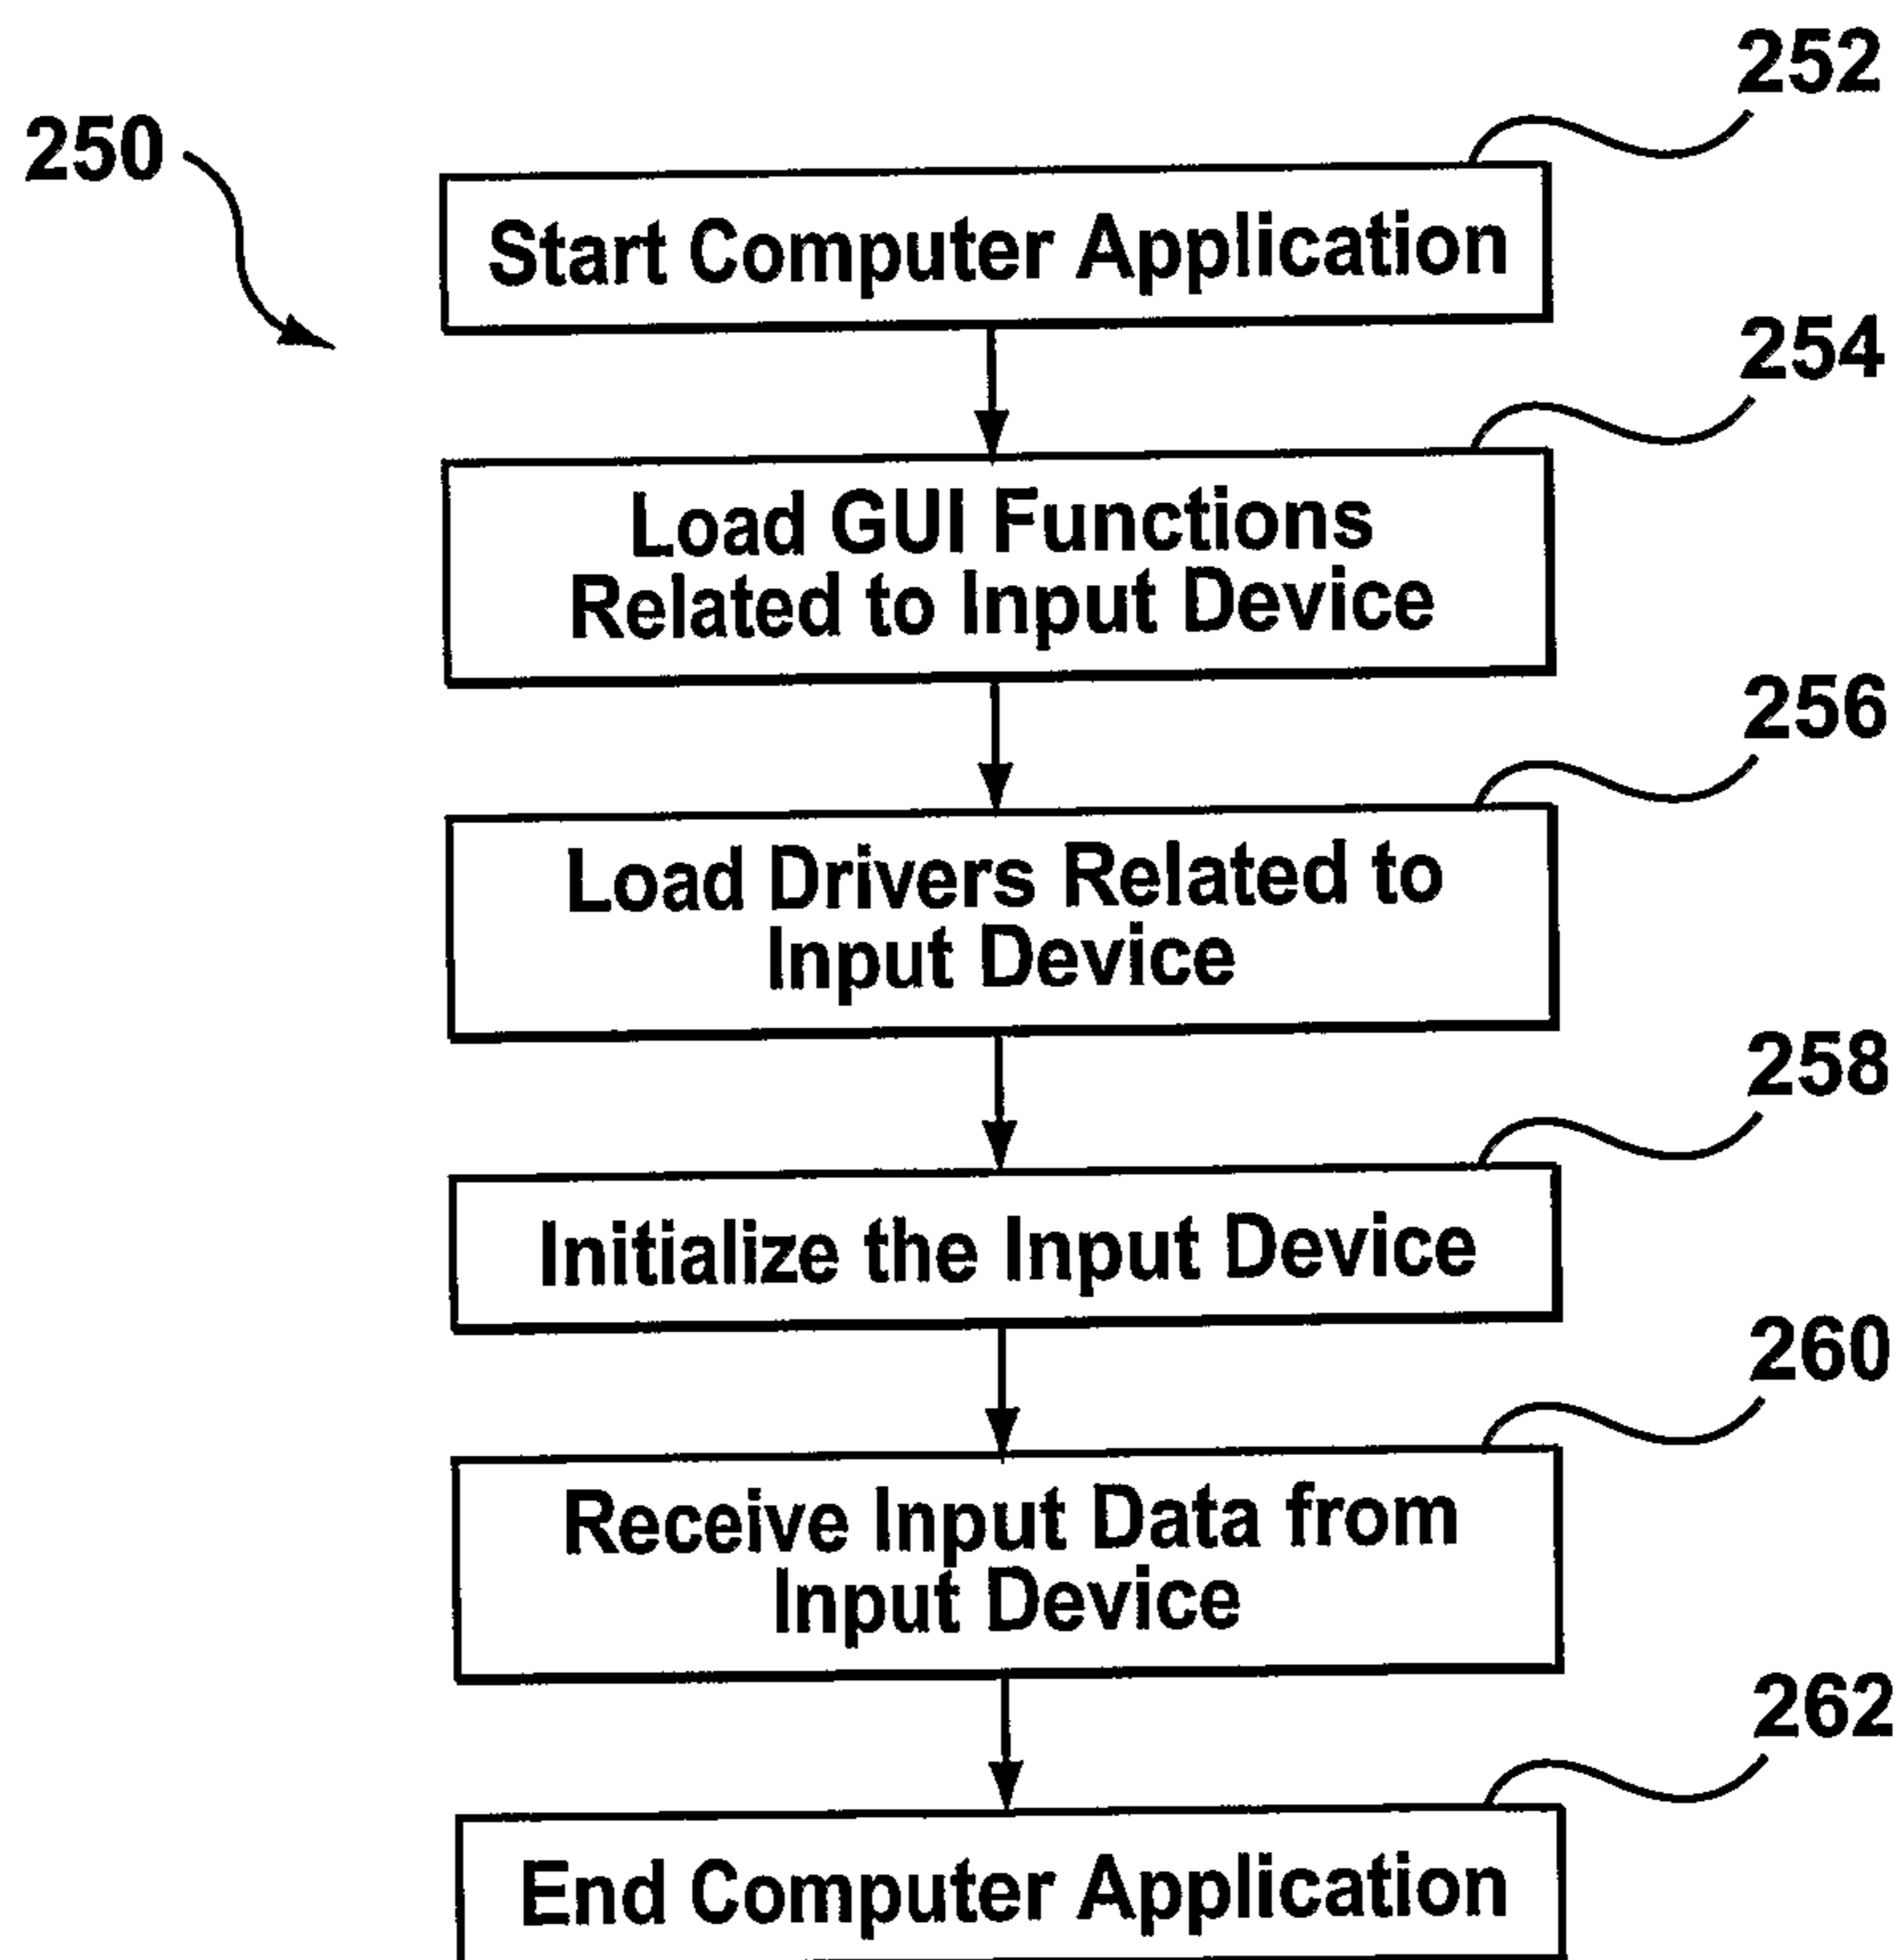 252
250
Start Computer Application
254
Load GUI Functions
Related to Input Device
256
Load Drivers Related to
Input Device
258
Initialize the Input Device
260
Receive Input Data from
Input Device
262
End Computer Application